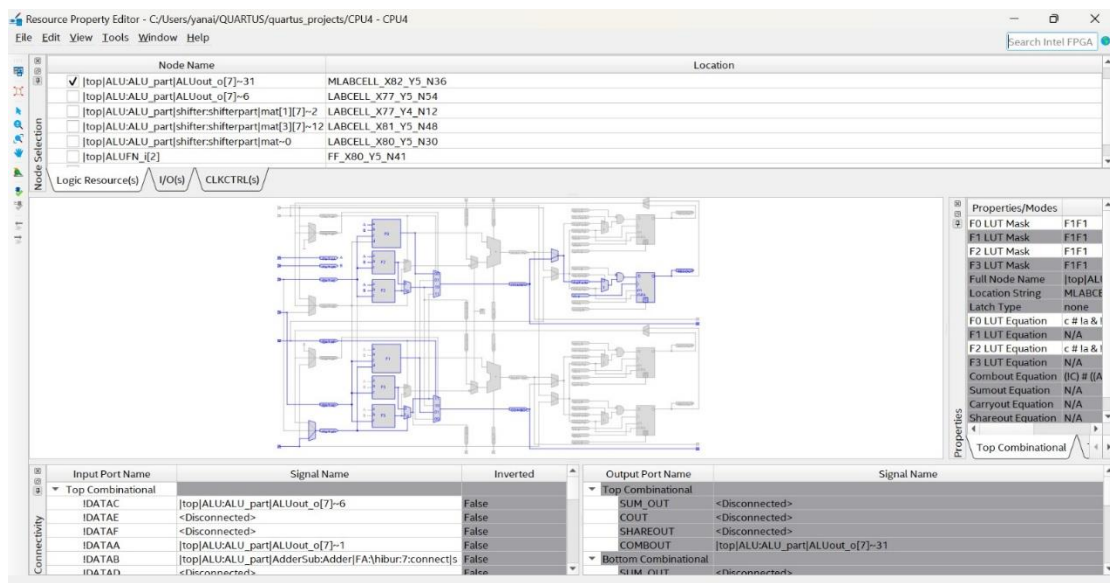 Resource Property Editor - C:/Users/yanai/QUARTUS/quartus_projects/CPU4 - CPU4
File Edit View Tools Window Help
Search Intel FPGA
Node Name Location
|top|ALU:ALU_part|ALUout_o[7]~31 MLABCELL_X82_Y5_N36
|top|ALU:ALU_part|ALUout_o[7]~6 LABCELL_X77_Y5_N54
|top|ALU:ALU_part|shifter:shifterpart|mat[1][7]~2 LABCELL_X77_Y4_N12
|top|ALU:ALU_part|shifter:shifterpart|mat[3][7]~12 LABCELL_X81_Y5_N48
|top|ALU:ALU_part|shifter:shifterpart|mat~0 LABCELL_X80_Y5_N30
|top|ALUFN_i[2] FF_X80_Y5_N41
Node Selection
Logic Resource(s) I/O(s) CLKCTRL(s)
Properties/Modes
F0 LUT Mask F1F1
F1 LUT Mask F1F1
F2 LUT Mask F1F1
F3 LUT Mask F1F1
Full Node Name |top|ALU
Location String MLABCE
Latch Type none
F0 LUT Equation c # !a &
F1 LUT Equation N/A
F2 LUT Equation c # !a &
F3 LUT Equation N/A
Combout Equation
Sumout Equation N/A
Carryout Equation N/A
Shareout Equation N/A
Properties
Top Combinational
Input Port Name Signal Name Inverted
Top Combinational
!DATAC |top|ALU:ALU_part|ALUout_o[7]~6 False
!DATAE <Disconnected> False
!DATAF <Disconnected> False
!DATAA |top|ALU:ALU_part|ALUout_o[7]~1 False
!DATAB |top|ALU:ALU_part|AdderSub:Adder|FA:\hibur:7:connect|s False
!DATAD <Disconnected> False
Connectivity
Output Port Name Signal Name
Top Combinational
SUM_OUT <Disconnected>
COUT <Disconnected>
SHAREOUT <Disconnected>
COMBOUT |top|ALU:ALU_part|ALUout_o[7]~31
Bottom Combinational
SUM_OUT <Disconnected>